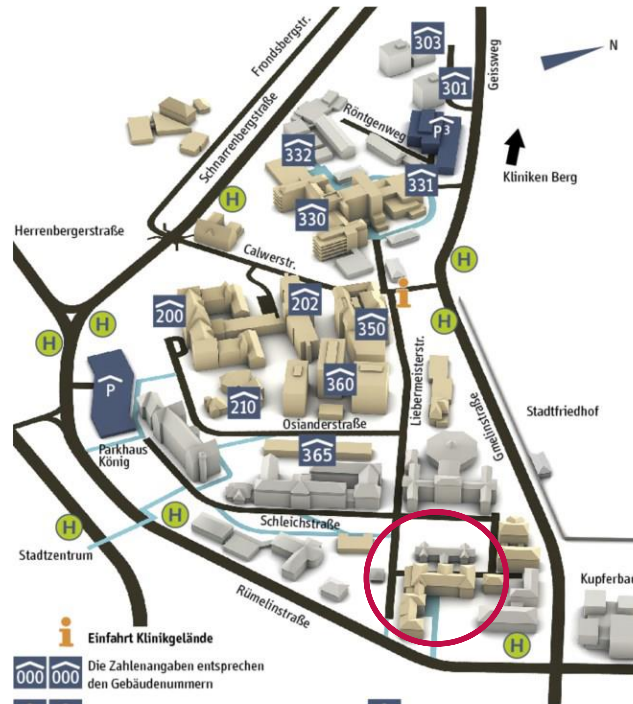 303
Frondsbergstr.
Geissweg
N
301
Schnarrenbergstraße
Röntgenweg
P³
332
331
Kliniken Berg
H
330
Herrenbergerstraße
Calwerstr.
H
i
200
202
350
H
H
H
P
360
Liebermeisterstr.
Gmelinstraße
210
Stadtfriedhof
Osianderstraße
Parkhaus
König
365
H
H
Schleichstraße
Stadtzentrum
Kupferbau
Rümelinstraße
H
i Einfahrt Klinikgelände
000 000 Die Zahlenangaben entsprechen
den Gebäudenummern